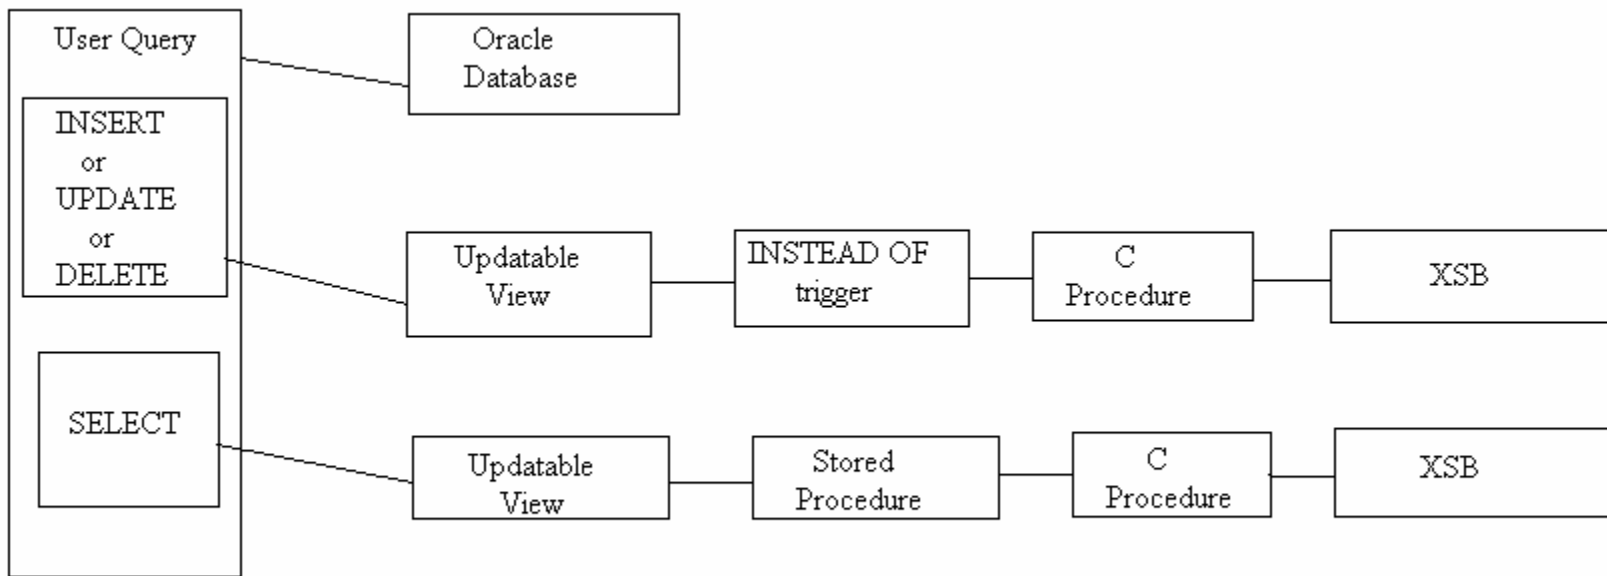 User Query
Oracle
Database
INSERT
or
UPDATE
or
DELETE
Updatable
View
INSTEAD OF
trigger
C
Procedure
XSB
SELECT
Updatable
View
Stored
Procedure
C
Procedure
XSB